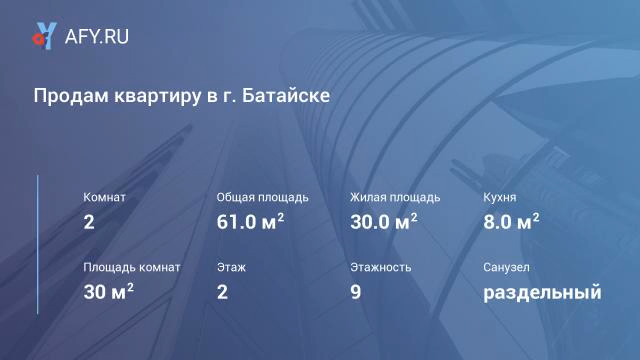 AFY.RU
Продам квартиру в г. Батайске
Комнат Общая площадь Жилая площадь Кухня
2 61.0 м² 30.0 м² 8.0 м²
Площадь комнат Этаж Этажность Санузел
30 м² 2 9 раздельный